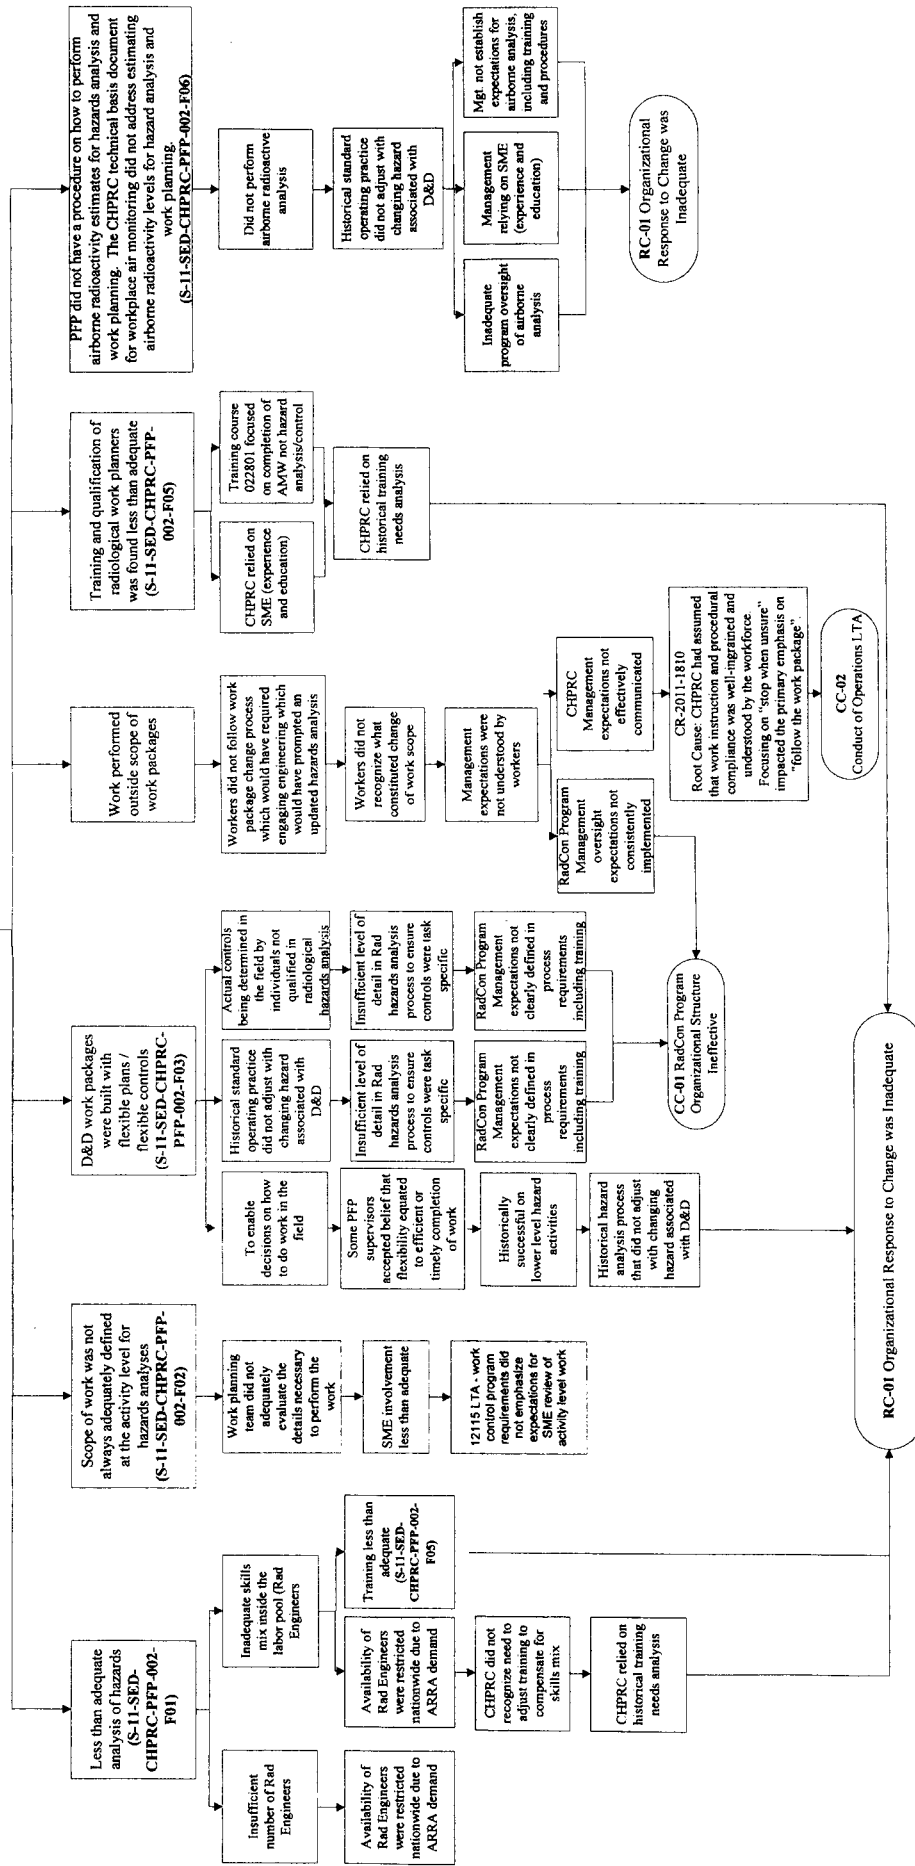 Less than adequate
analysis of hazards
(S-11-SED-
CHPRC-PFP-002-
F01)
Insufficient
number of Rad
Engineers
Availability of
Rad Engineers
were restricted
nationwide due to
ARRA demand
Inadequate skills
mix inside the
labor pool (Rad
Engineers
Availability of
Rad Engineers
were restricted
nationwide due to
ARRA demand
CHPRC did not
recognize need to
adjust training to
compensate for
skills mix
CHPRC relied on
historical training
needs analysis
Training less than
adequate
(S-11-SED-
CHPRC-PFP-002-
F05)
Scope of work was not
always adequately defined
at the activity level for
hazards analyses
(S-11-SED-CHPRC-PFP-
002-F02)
Work planning
team did not
adequately
evaluate the
details necessary
to perform the
work
SME involvement
less than adequate
12115 LTA - work
control program
requirements did
not emphasize
expectations for
SME review of
activity level work
D&D work packages
were built with
flexible plans /
flexible controls
(S-11-SED-CHPRC-
PFP-002-F03)
To enable
decisions on how
to do work in the
field
Some PFP
supervisors
accepted belief that
flexibility equated
to efficient or
timely completion
of work
Historically
successful on
lower level hazard
activities
Historical hazard
analysis process
that did not adjust
with changing
hazard associated
with D&D
Historical standard
operating practice
did not adjust with
changing hazard
associated with
D&D
Insufficient level of
detail in Rad
hazards analysis
process to ensure
controls were task
specific
RadCon Program
Management
expectations not
clearly defined in
process
requirements
including training
Actual controls
being determined in
the field by
individuals not
qualified in
radiological
hazards analysis
Insufficient level of
detail in Rad
hazards analysis
process to ensure
controls were task
specific
RadCon Program
Management
expectations not
clearly defined in
process
requirements
including training
CC-01 RadCon Program
Organizational Structure
Ineffective
Work performed
outside scope of
work packages
Workers did not follow work
package change process
which would have required
engaging engineering which
would have prompted an
updated hazards analysis
Workers did not
recognize what
constituted change
of work scope
Management
expectations were
not understood by
workers
RadCon Program
Management
oversight
expectations not
consistently
implemented
CHPRC
Management
expectations not
effectively
communicated
CR-2011-1810
Root Cause: CHPRC had assumed
that work instruction and procedural
compliance was well-ingrained and
understood by the workforce.
Focusing on “stop when unsure”
impacted the primary emphasis on
“follow the work package”.
CC-02
Conduct of Operations LTA
Training and qualification of
radiological work planners
was found less than adequate
(S-11-SED-CHPRC-PFP-
002-F05)
CHPRC relied on
SME (experience
and education)
Training course
022801 focused
on completion of
AMW not hazard
analysis/control
CHPRC relied on
historical training
needs analysis
PFP did not have a procedure on how to perform
airborne radioactivity estimates for hazards analysis and
work planning. The CHPRC technical basis document
for workplace air monitoring did not address estimating
airborne radioactivity levels for hazard analysis and
work planning.
(S-11-SED-CHPRC-PFP-002-F06)
Did not perform
airborne radioactive
analysis
Historical standard
operating practice
did not adjust with
changing hazard
associated with
D&D
Inadequate
program oversight
of airborne
analysis
Management
relying on SME
(experience and
education)
Mgt. not establish
expectations for
airborne analysis,
including training
and procedures
RC-01 Organizational
Response to Change was
Inadequate
RC-01 Organizational Response to Change was Inadequate